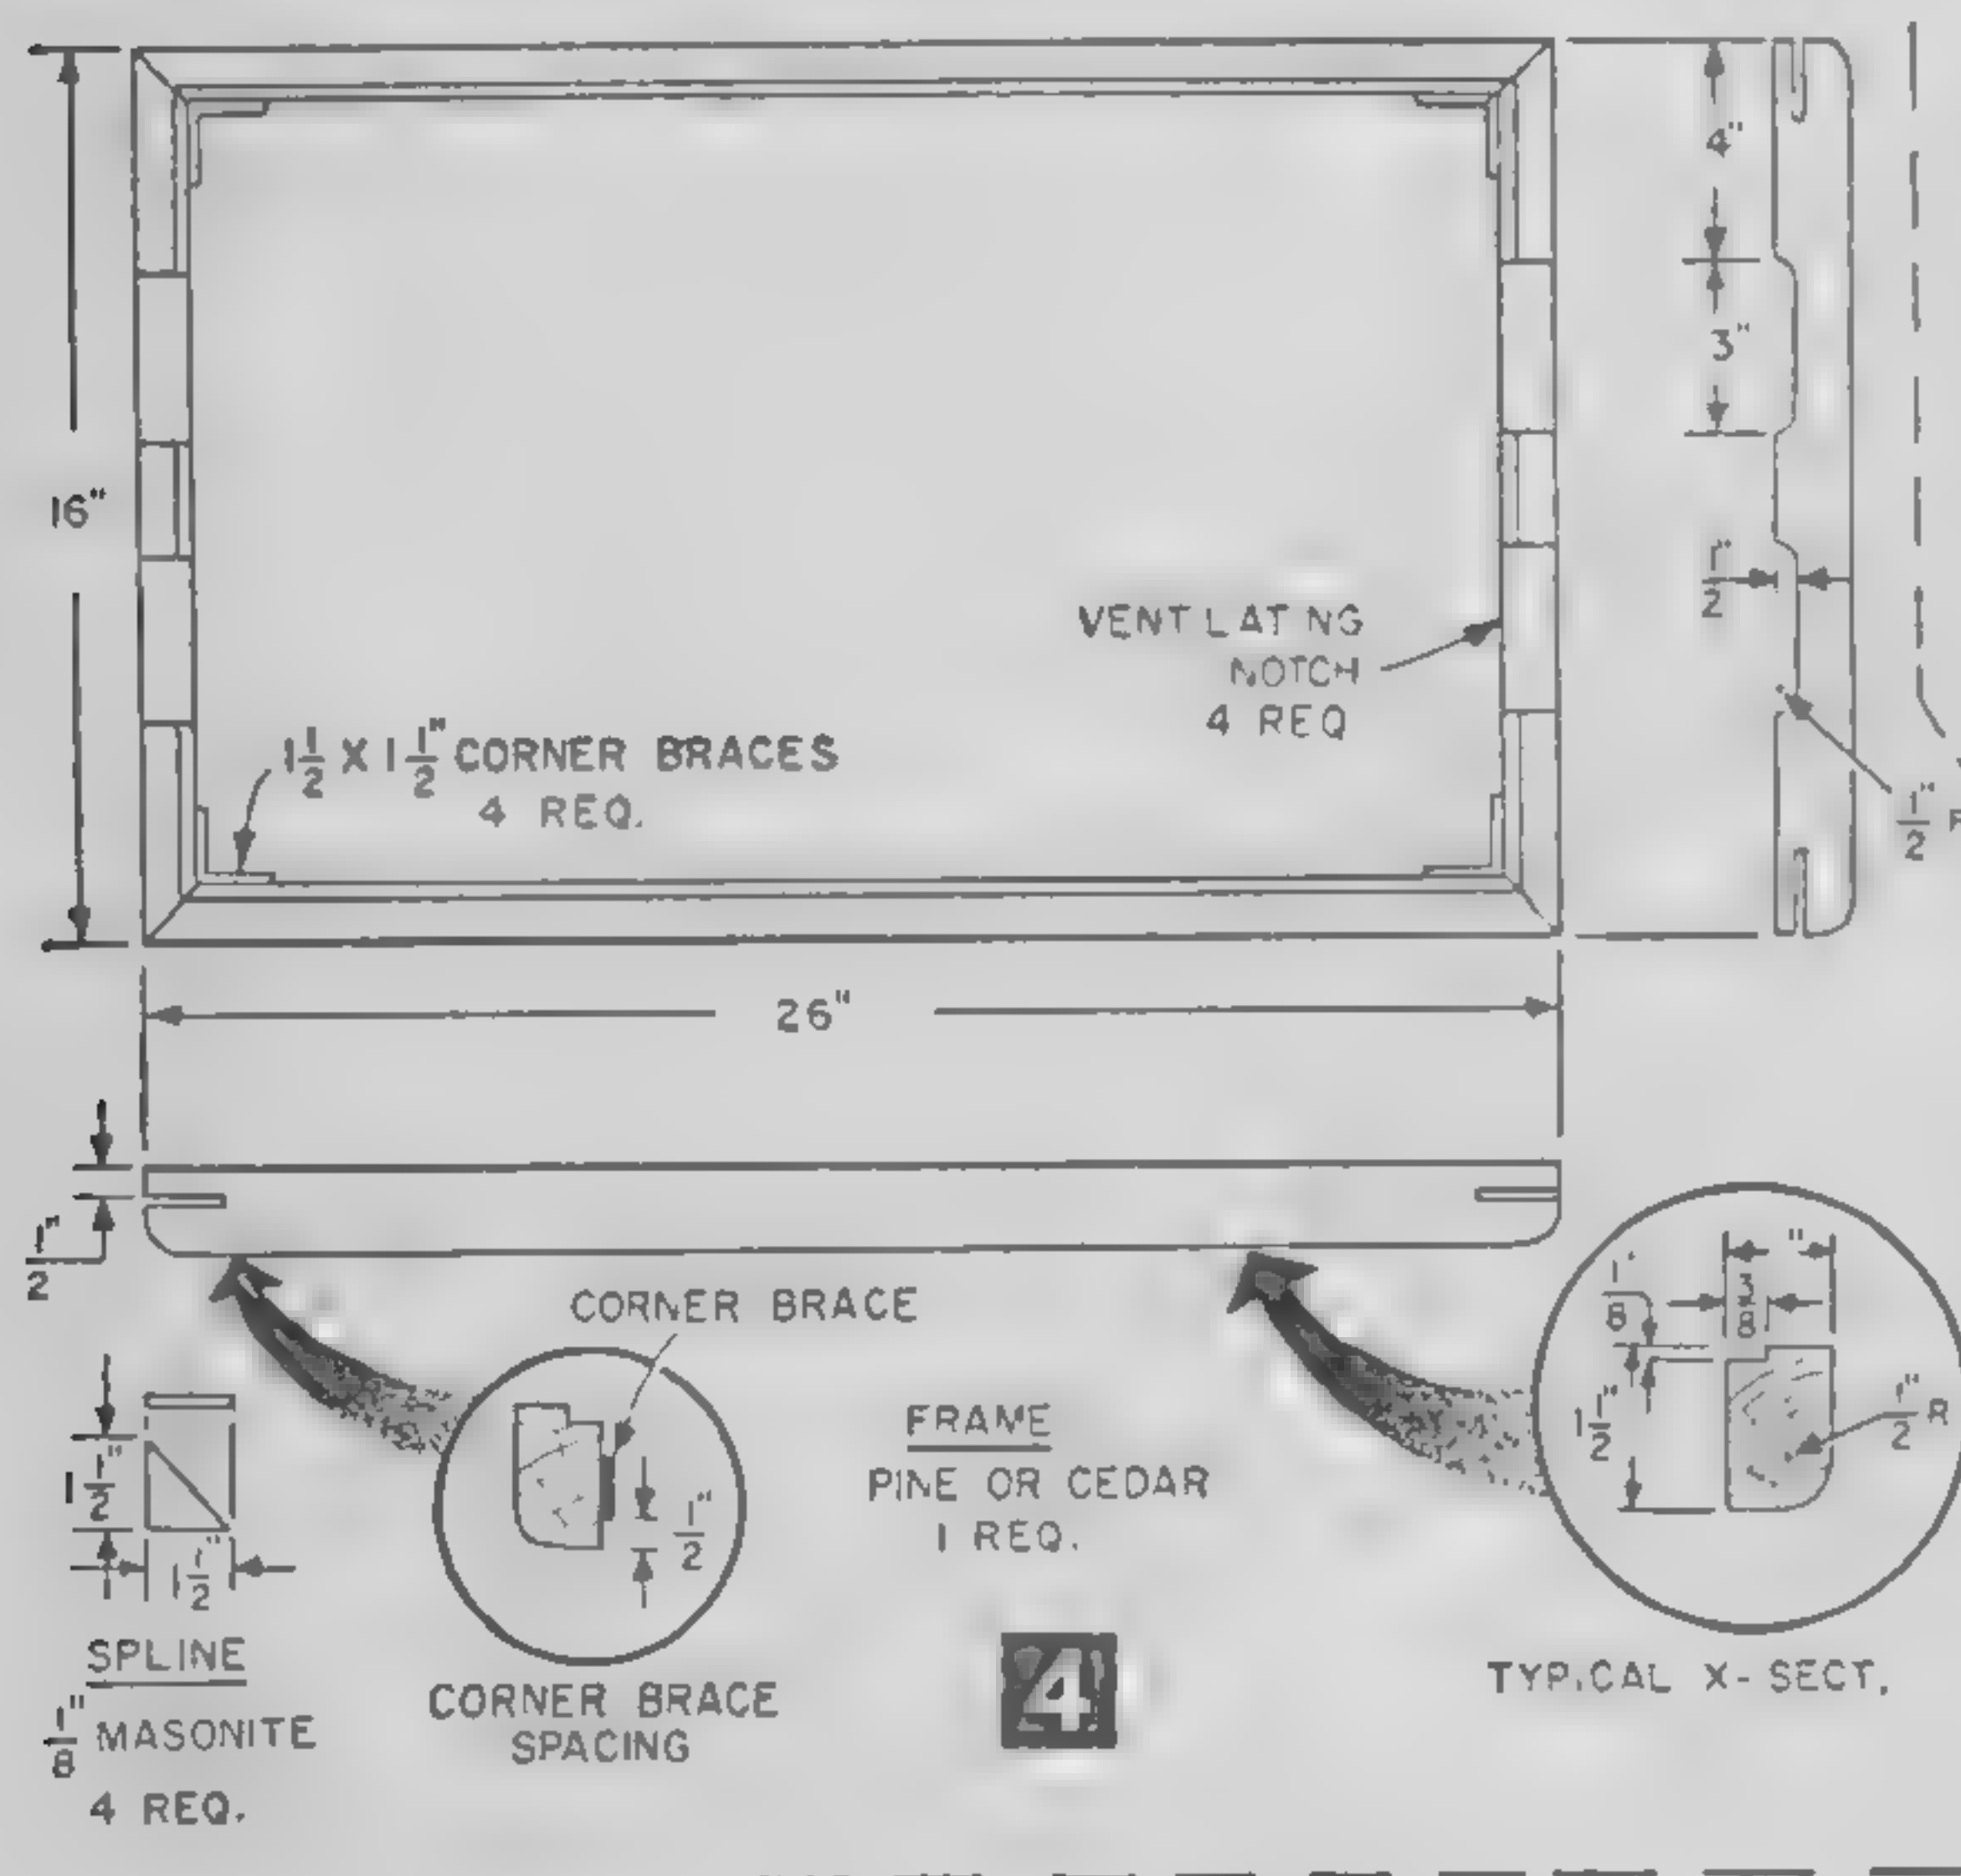 4"
3"
16"
1/2"
VENTILATING
NOTCH
4 REQ
1 1/2 X 1 1/2" CORNER BRACES
4 REQ.
1/2"
26"
1/2"
CORNER BRACE
1/8"
3/8
"
1 1/2"
1/2" R
FRAME
PINE OR CEDAR
1 REQ.
1 1/2"
1/2"
1 1/2"
SPLINE
1/8" MASONITE
4 REQ.
CORNER BRACE
SPACING
4
TYPICAL X-SECT.